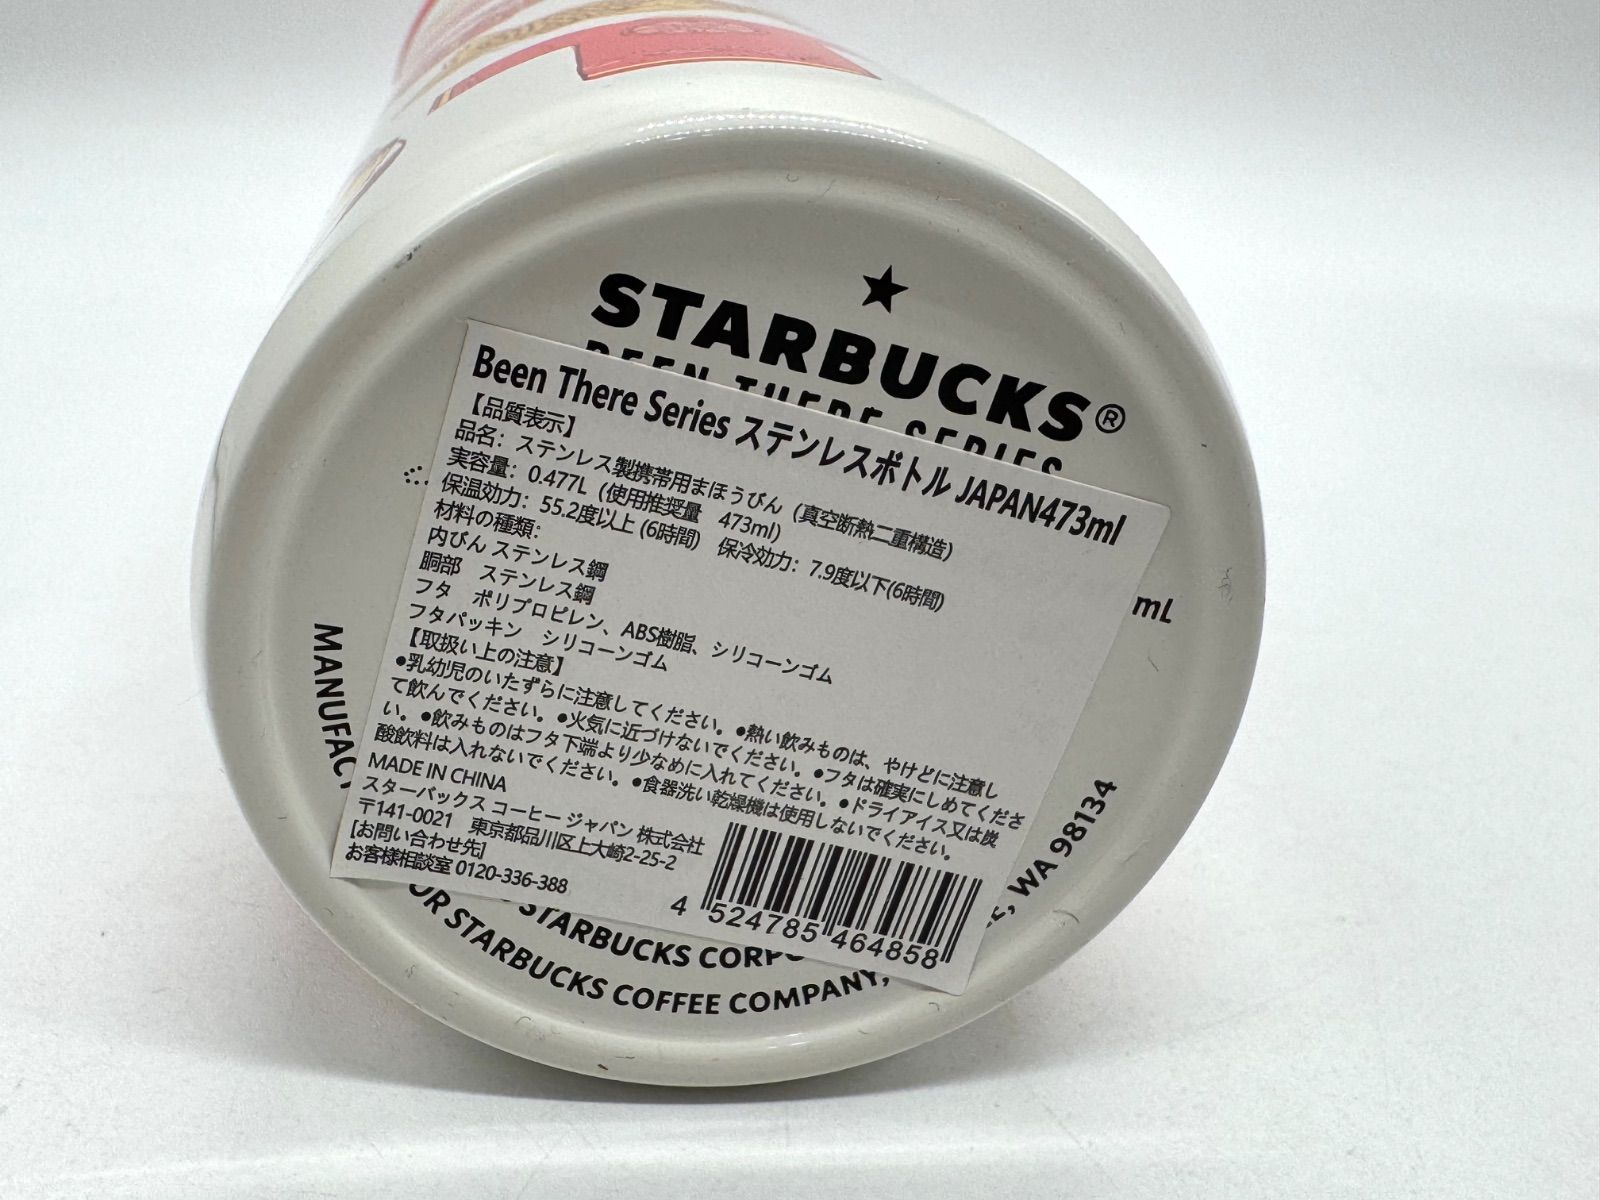 STARBUCKS®
BEEN THERE SERIES
Been There Series ステンレスボトル JAPAN473ml
【品質表示】
品名：ステンレス製携帯用まほうびん（真空断熱二重構造）
実容量：0.477L（使用推奨量　473ml）
保温効力：55.2度以上 (6時間)　保冷効力：7.9度以下(6時間)
材料の種類：
内びん ステンレス鋼
胴部　ステンレス鋼
フタ　ポリプロピレン、ABS樹脂、シリコーンゴム
フタパッキン　シリコーンゴム
【取扱い上の注意】
●乳幼児のいたずらに注意してください。●熱い飲みものは、やけどに注意し
て飲んでください。●火気に近づけないでください。●フタは確実にしめてくださ
い。●飲みものはフタ下端より少なめに入れてください。●ドライアイス又は炭
酸飲料は入れないでください。●食器洗い乾燥機は使用しないでください。
MADE IN CHINA
スターバックス コーヒー ジャパン 株式会社
〒141-0021　東京都品川区上大崎2-25-2
[お問い合わせ先]
お客様相談室 0120-336-388
4 524785 464858
mL
MANUFACT
STARBUCKS CORPO
OR STARBUCKS COFFEE COMPANY,
E, WA 98134